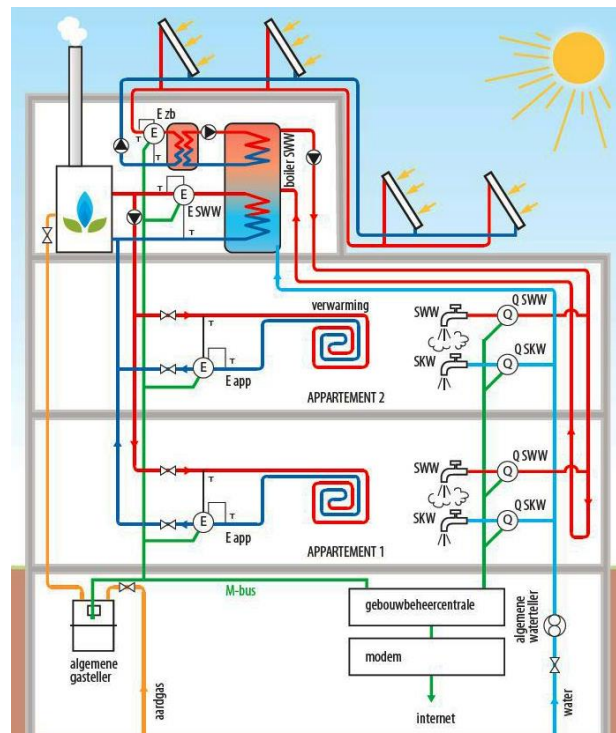 E zb
E
T
T
boiler SWW
E
E SWW
T
verwarming
SWW
Q SWW
Q
T
SKW
Q SKW
Q
E
E app
APPARTEMENT 2
SWW
Q SWW
Q
T
SKW
Q SKW
Q
E
E app
APPARTEMENT 1
M-bus
gebouwbeheercentrale
algemene
waterteller
modem
algemene
gasteller
aardgas
internet
water